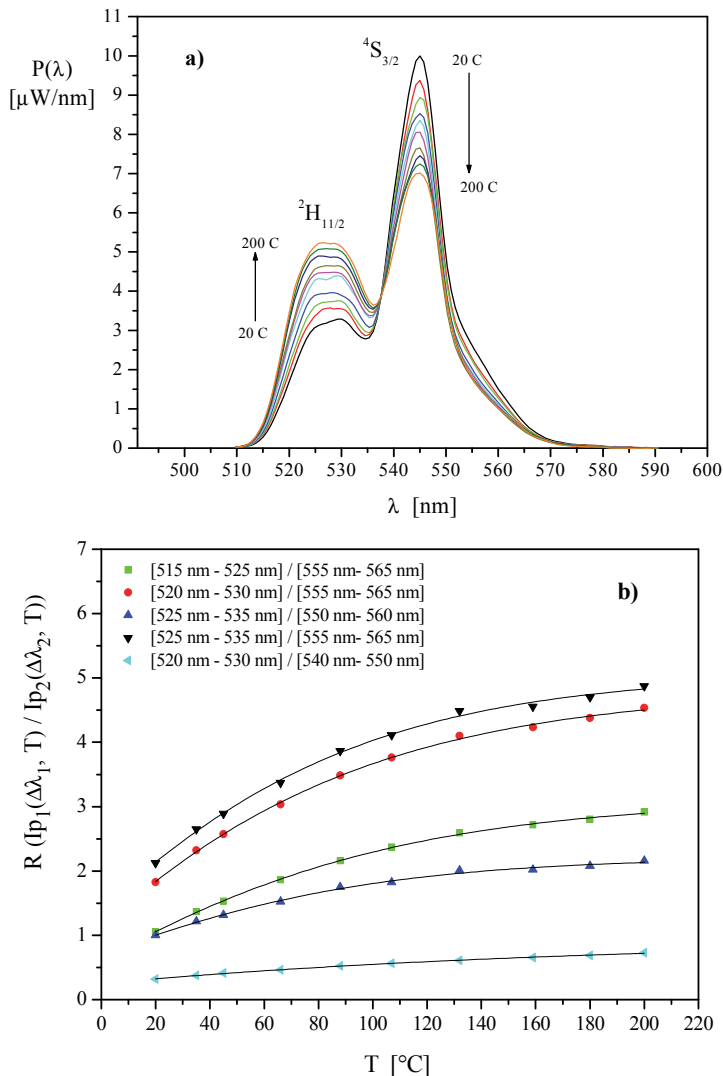 a)
P(λ)
[µW/nm]
⁴S₃/₂
20 C
200 C
²H₁₁/₂
200 C
20 C
11
10
9
8
7
6
5
4
3
2
1
0
500 510 520 530 540 550 560 570 580 590 600
λ [nm]
b)
[515 nm - 525 nm] / [555 nm- 565 nm]
[520 nm - 530 nm] / [555 nm- 565 nm]
[525 nm - 535 nm] / [550 nm- 560 nm]
[525 nm - 535 nm] / [555 nm- 565 nm]
[520 nm - 530 nm] / [540 nm- 550 nm]
R (Ip₁(Δλ₁, T) / Ip₂(Δλ₂, T))
7
6
5
4
3
2
1
0
0 20 40 60 80 100 120 140 160 180 200 220
T [°C]